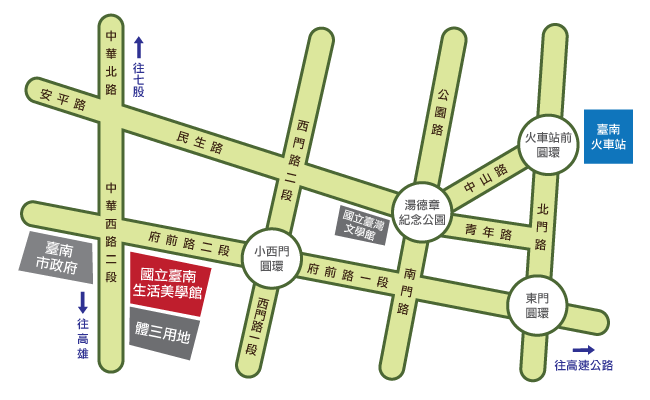 中華北路
往七股
安平路
民生路
西門路二段
公園路
火車站前
圓環
臺南
火車站
中山路
湯德章
紀念公園
國立臺灣
文學館
青年路
北門路
中華西路二段
府前路二段
臺南
市政府
小西門
圓環
府前路一段
南門路
國立臺南
生活美學館
體三用地
往高雄
西門路一段
東門
圓環
往高速公路